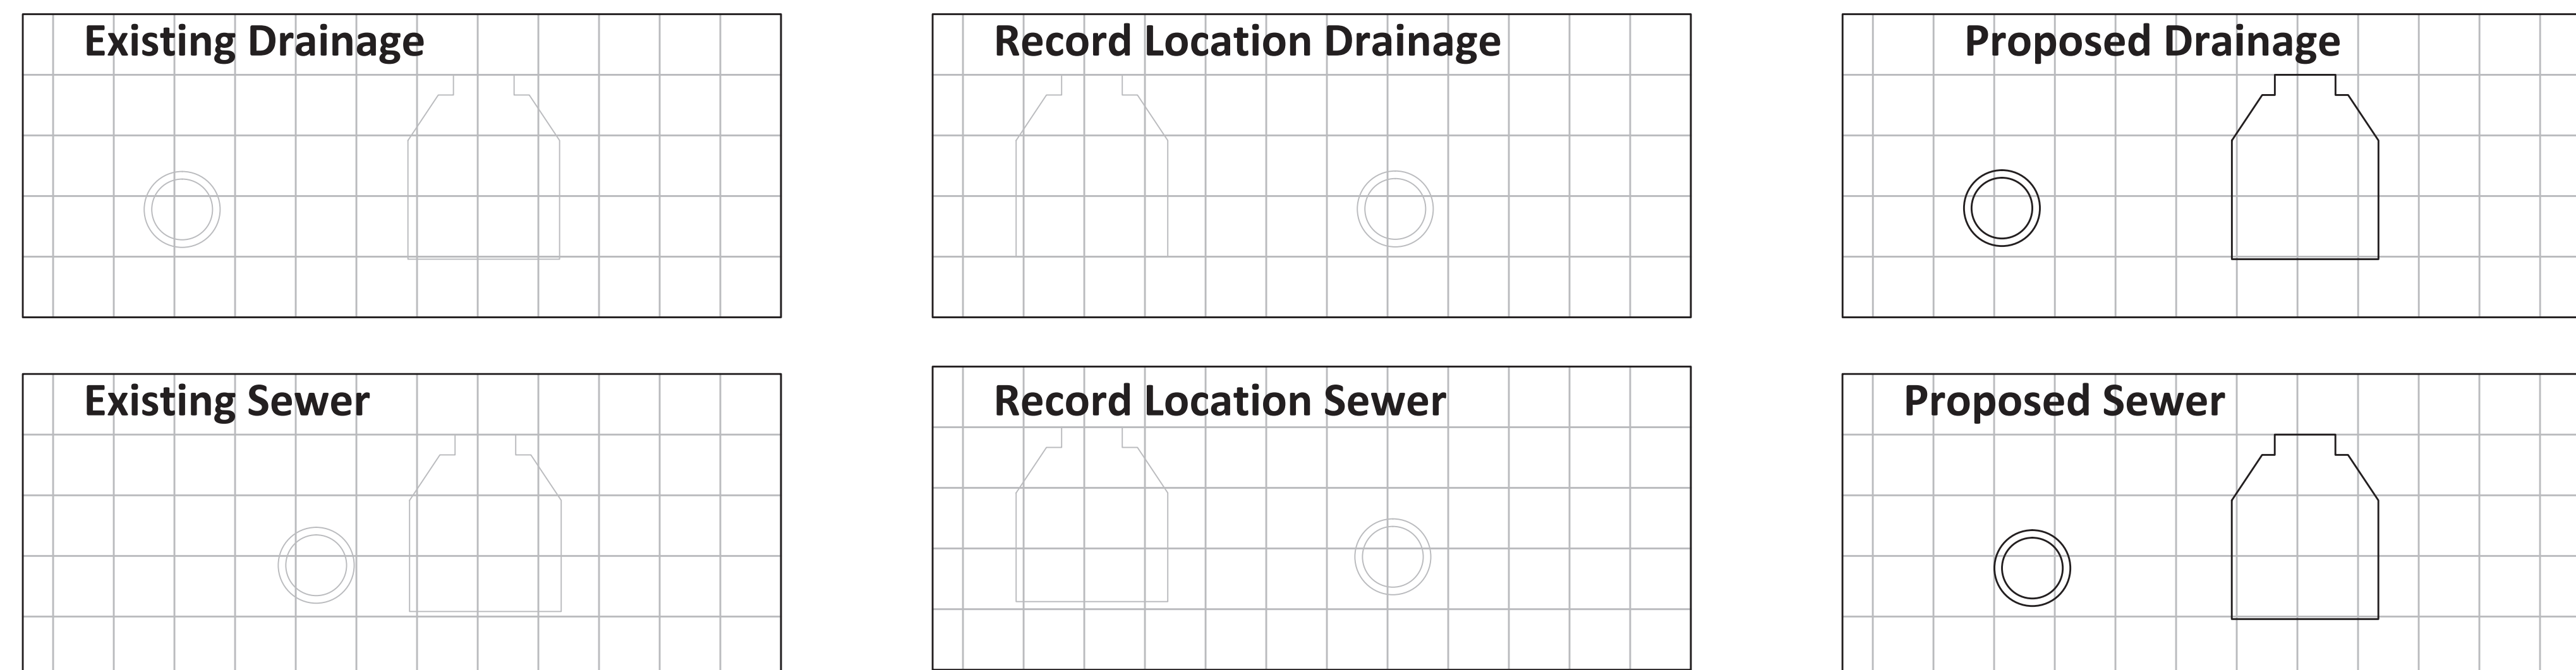 Existing Drainage
Record Location Drainage
Proposed Drainage
Existing Sewer
Record Location Sewer
Proposed Sewer